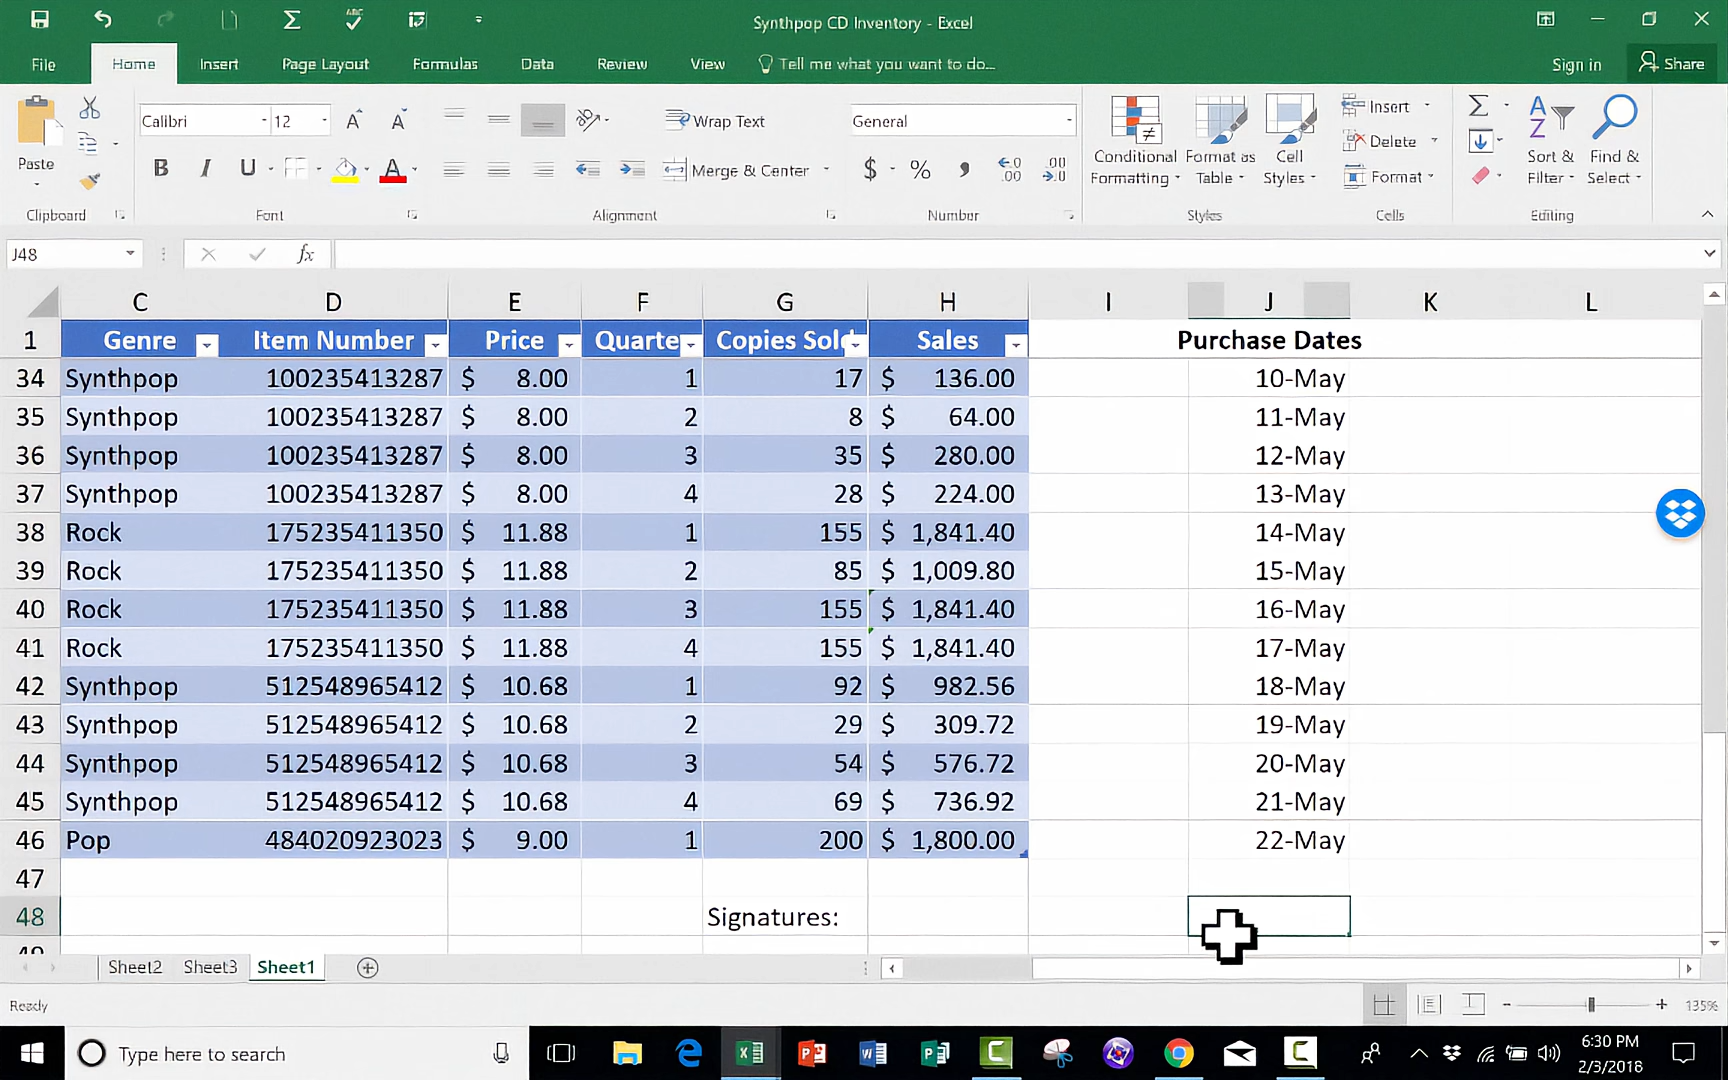 Synthpop CD Inventory - Excel
File Home Insert Page Layout Formulas Data Review View Tell me what you want to do... Sign in Share
Paste Calibri 12 Wrap Text General Conditional Formatting Format as Table Cell Styles Insert Delete Format Sort & Filter Find & Select
B I U A Merge & Center $ %
Clipboard Font Alignment Number Styles Cells Editing
J48 fx
C D E F G H I J K L
1 Genre Item Number Price Quarte Copies Sol Sales Purchase Dates
34 Synthpop 100235413287 $ 8.00 1 17 $ 136.00 10-May
35 Synthpop 100235413287 $ 8.00 2 8 $ 64.00 11-May
36 Synthpop 100235413287 $ 8.00 3 35 $ 280.00 12-May
37 Synthpop 100235413287 $ 8.00 4 28 $ 224.00 13-May
38 Rock 175235411350 $ 11.88 1 155 $ 1,841.40 14-May
39 Rock 175235411350 $ 11.88 2 85 $ 1,009.80 15-May
40 Rock 175235411350 $ 11.88 3 155 $ 1,841.40 16-May
41 Rock 175235411350 $ 11.88 4 155 $ 1,841.40 17-May
42 Synthpop 512548965412 $ 10.68 1 92 $ 982.56 18-May
43 Synthpop 512548965412 $ 10.68 2 29 $ 309.72 19-May
44 Synthpop 512548965412 $ 10.68 3 54 $ 576.72 20-May
45 Synthpop 512548965412 $ 10.68 4 69 $ 736.92 21-May
46 Pop 484020923023 $ 9.00 1 200 $ 1,800.00 22-May
47
48 Signatures:
Sheet2 Sheet3 Sheet1
Ready 135%
Type here to search 6:30 PM
2/3/2018